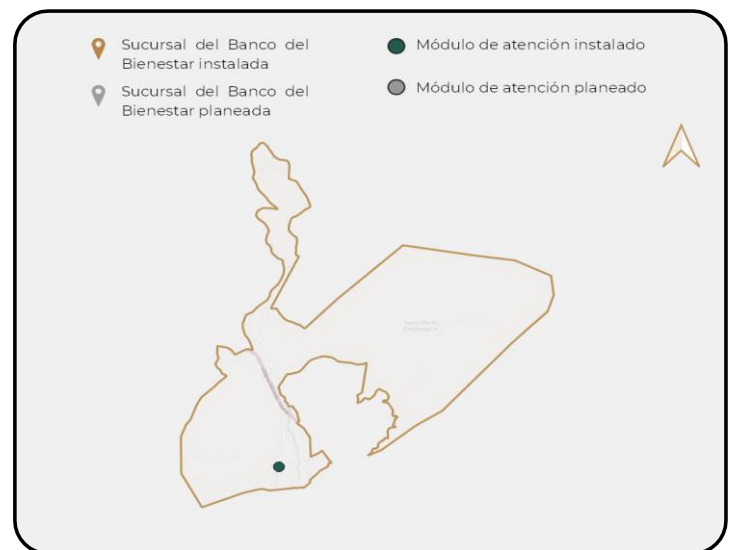 Sucursal del Banco del
Bienestar instalada
Sucursal del Banco del
Bienestar planeada
Módulo de atención instalado
Módulo de atención planeado